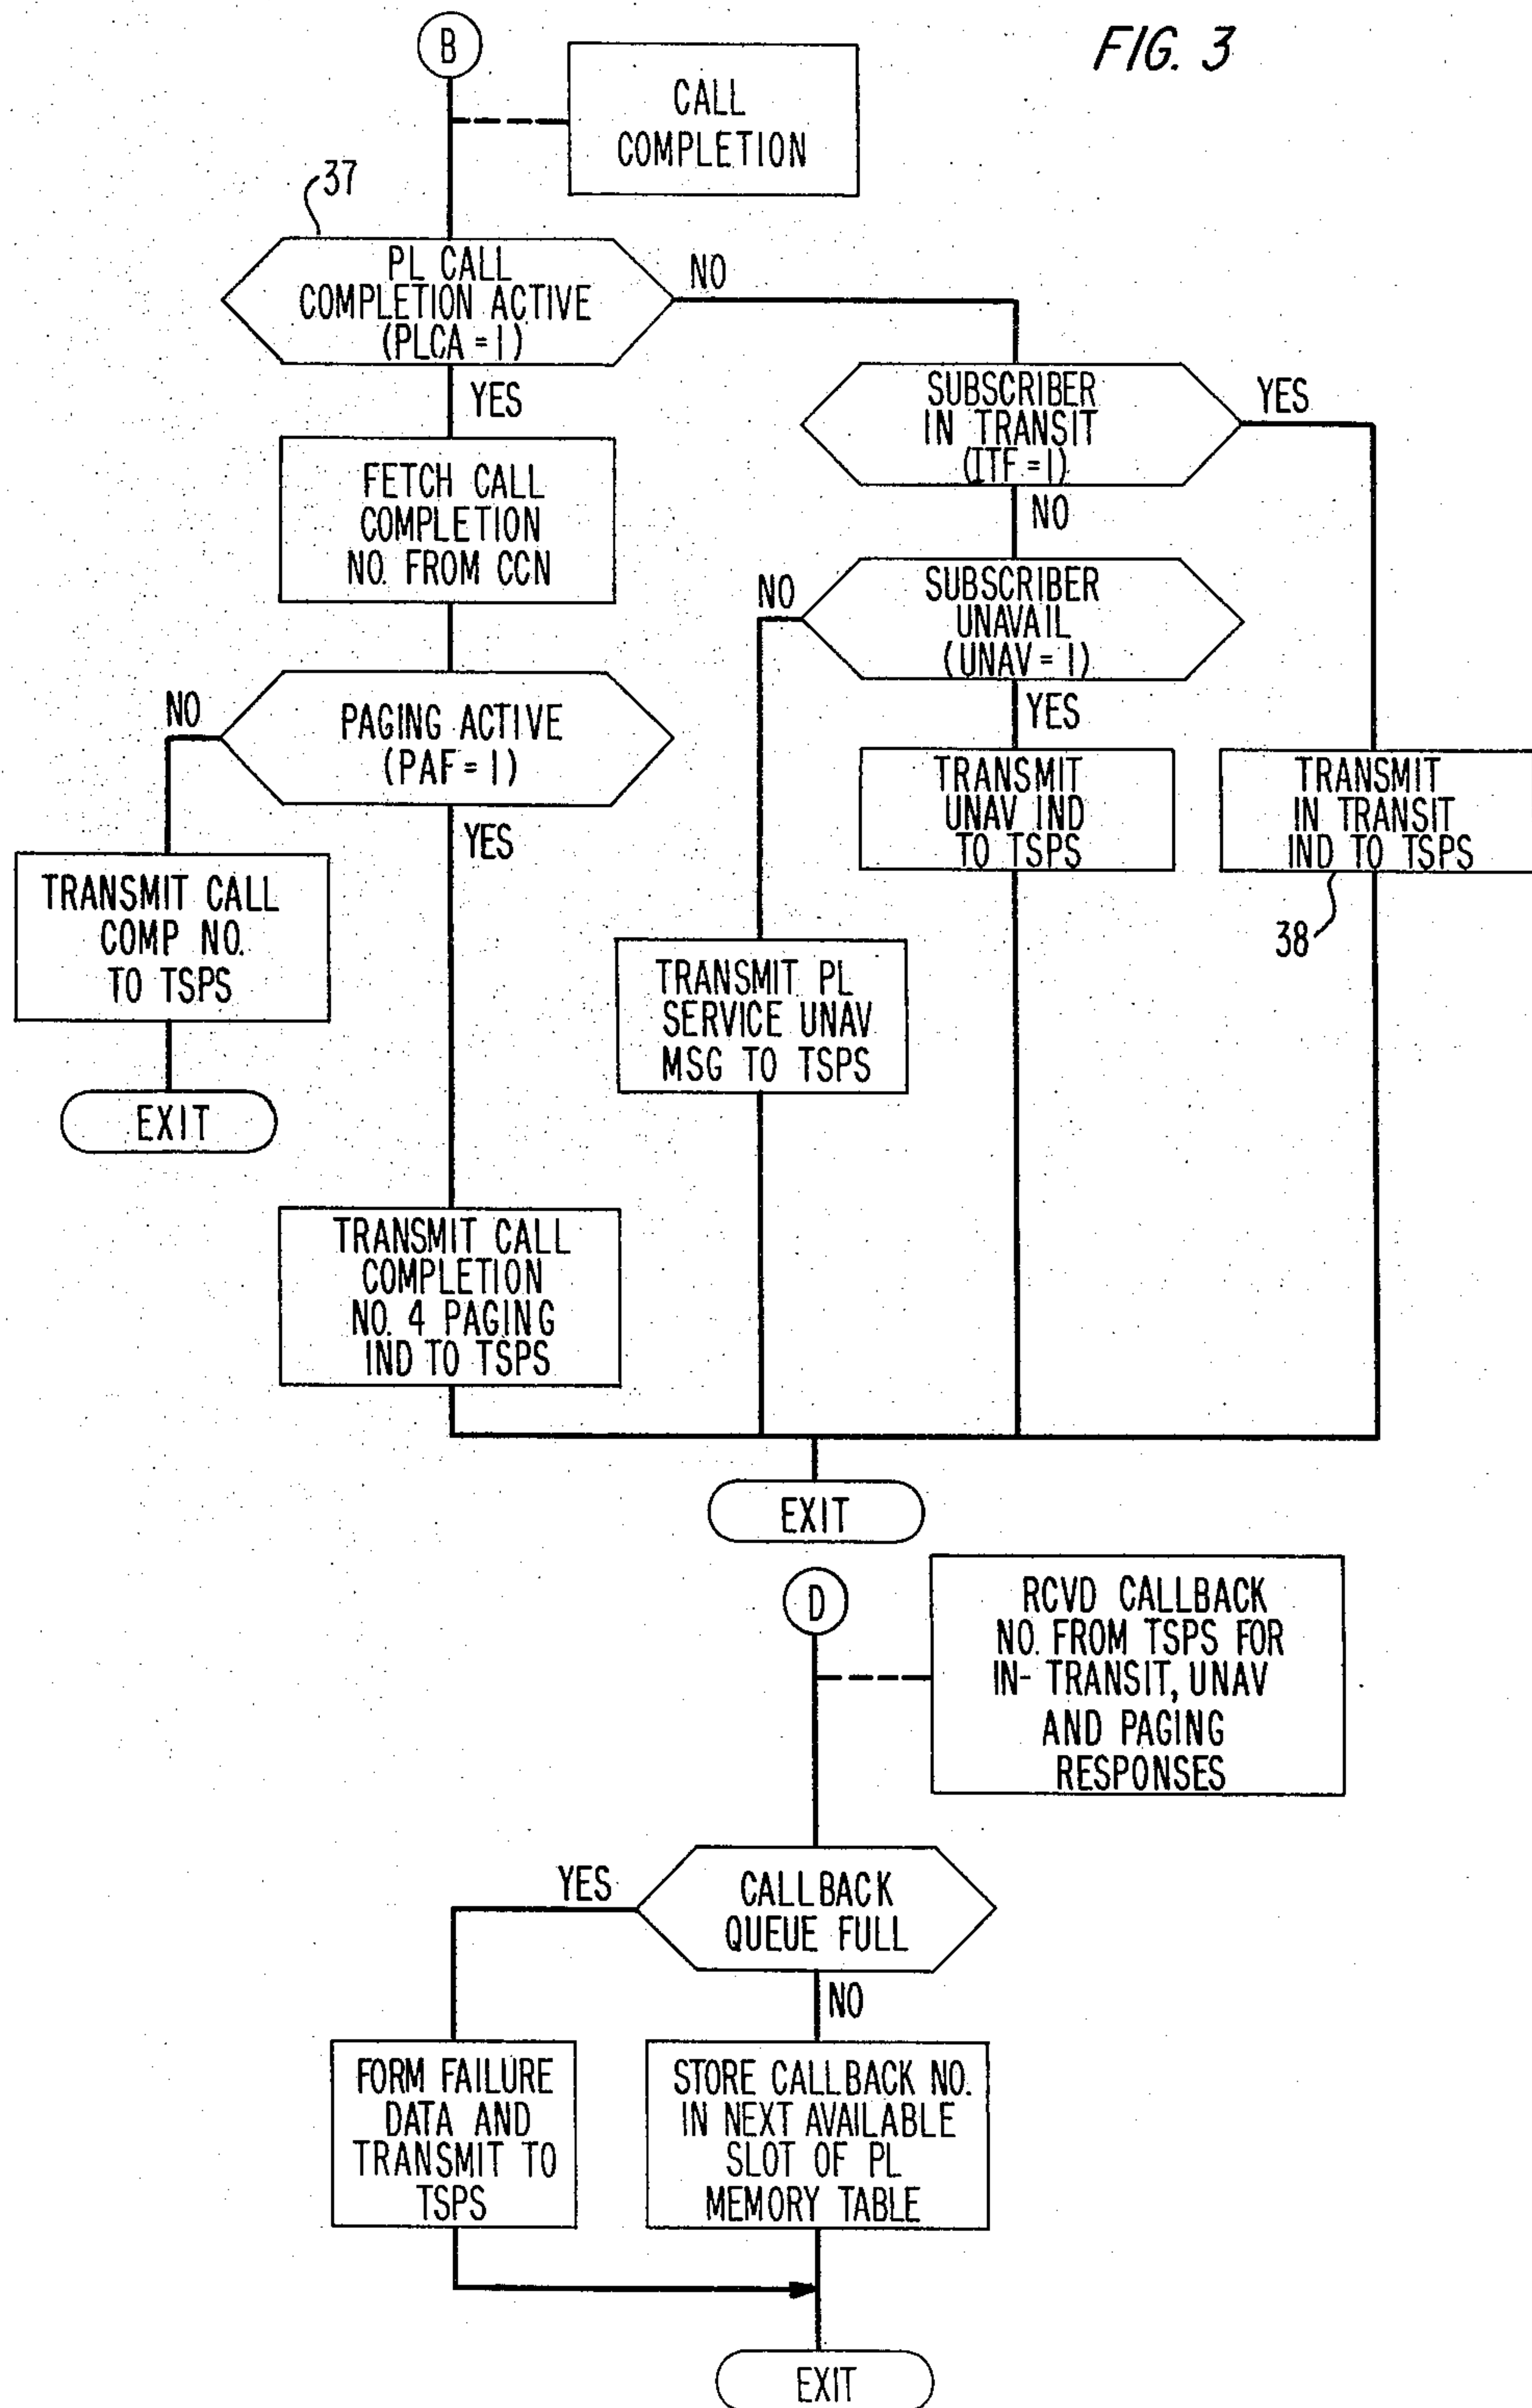 FIG. 3
B
CALL
COMPLETION
37
PL CALL
COMPLETION ACTIVE
(PLCA = 1)
NO
YES
SUBSCRIBER
IN TRANSIT
(ITF = 1)
YES
NO
FETCH CALL
COMPLETION
NO. FROM CCN
SUBSCRIBER
UNAVAIL
(UNAV = 1)
NO
YES
PAGING ACTIVE
(PAF = 1)
NO
YES
TRANSMIT
UNAV IND
TO TSPS
TRANSMIT
IN TRANSIT
IND TO TSPS
38
TRANSMIT CALL
COMP NO.
TO TSPS
EXIT
TRANSMIT PL
SERVICE UNAV
MSG TO TSPS
TRANSMIT CALL
COMPLETION
NO. 4 PAGING
IND TO TSPS
EXIT
D
RCVD CALLBACK
NO. FROM TSPS FOR
IN- TRANSIT, UNAV
AND PAGING
RESPONSES
CALLBACK
QUEUE FULL
YES
NO
FORM FAILURE
DATA AND
TRANSMIT TO
TSPS
STORE CALLBACK NO.
IN NEXT AVAILABLE
SLOT OF PL
MEMORY TABLE
EXIT